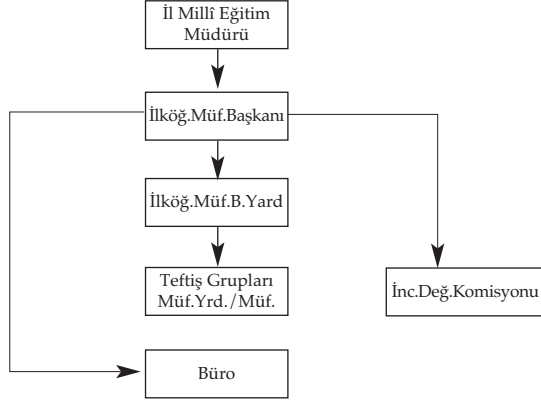 İl Millî Eğitim
Müdürü
İlköğ.Müf.Başkanı
İlköğ.Müf.B.Yard
Teftiş Grupları
Müf.Yrd./Müf.
İnc.Değ.Komisyonu
Büro